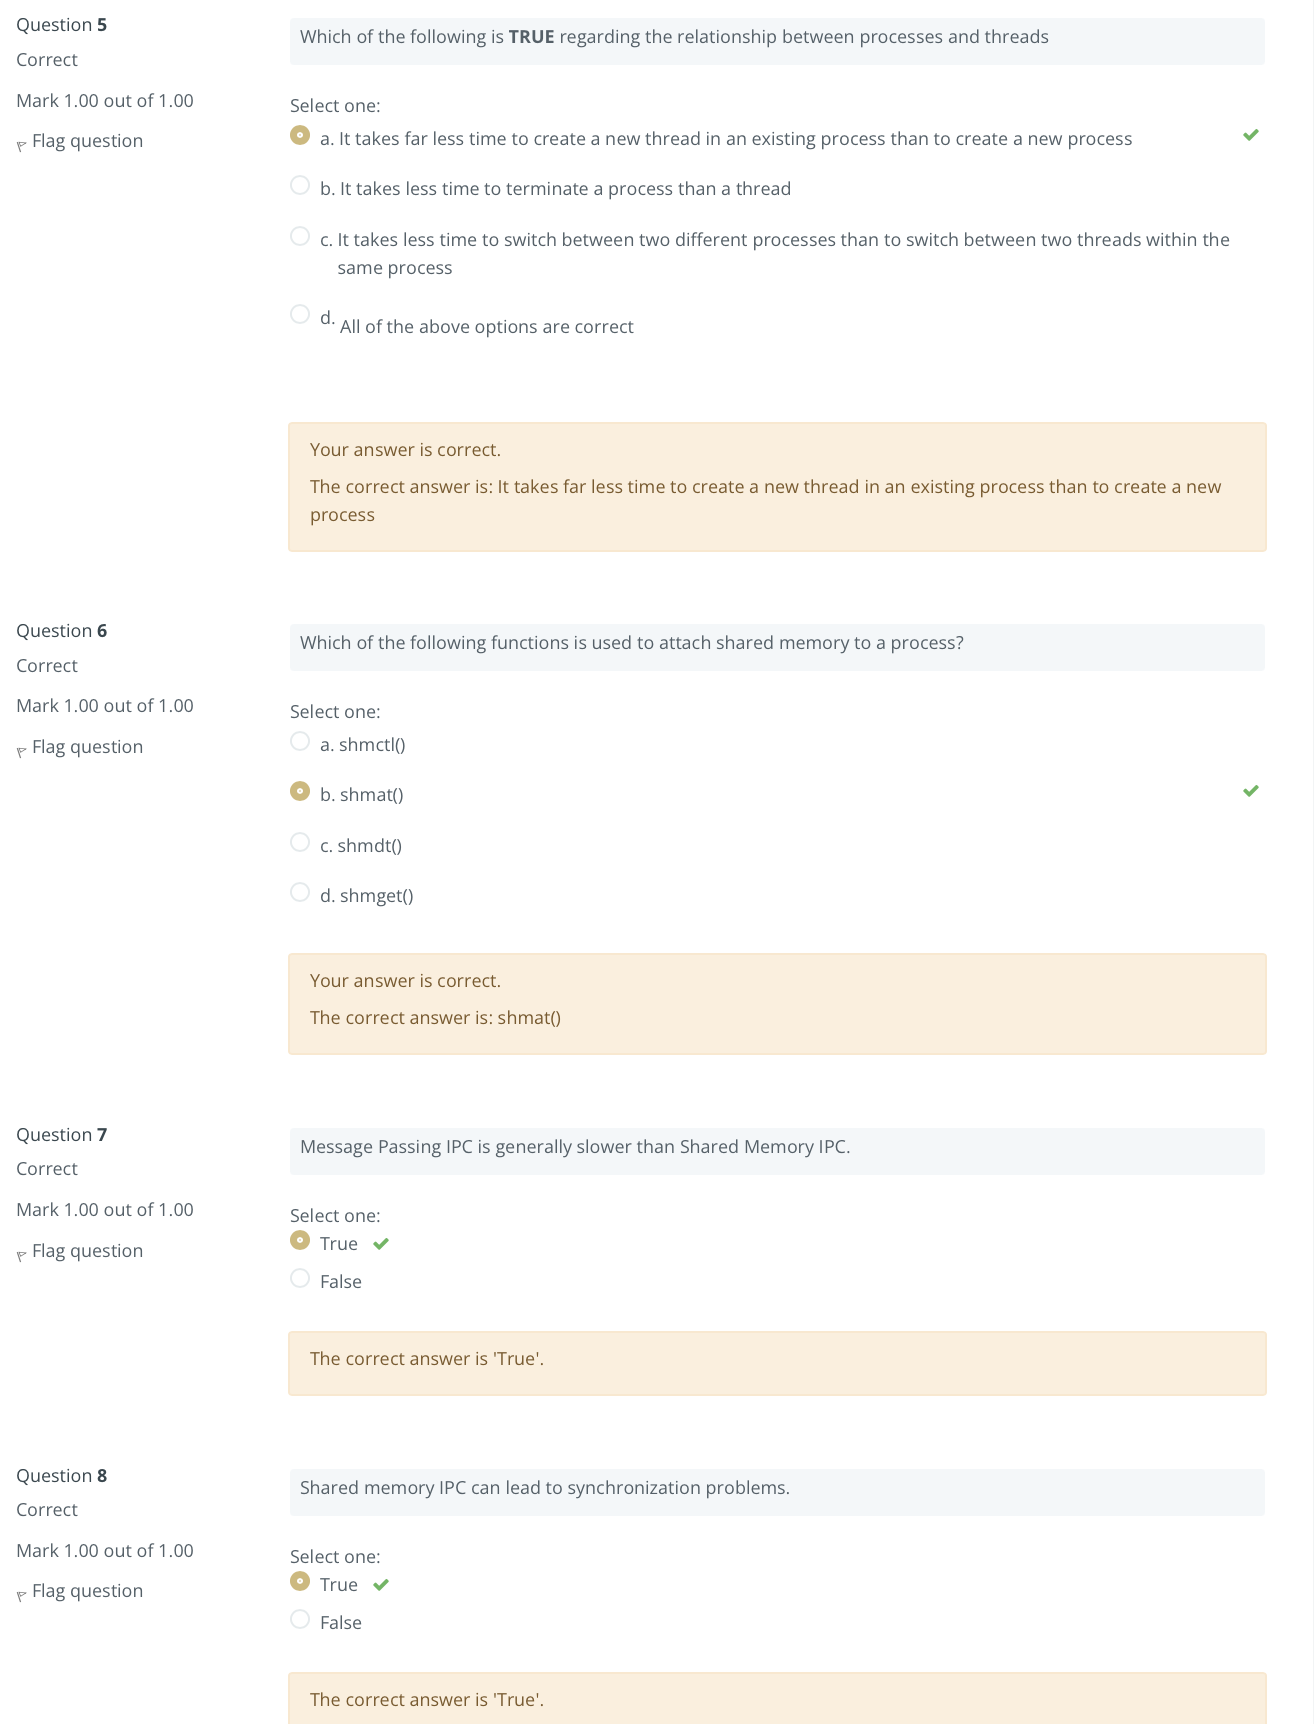 Question 5
Correct
Mark 1.00 out of 1.00
Flag question
Which of the following is TRUE regarding the relationship between processes and threads
Select one:
a. It takes far less time to create a new thread in an existing process than to create a new process
b. It takes less time to terminate a process than a thread
c. It takes less time to switch between two different processes than to switch between two threads within the
same process
d. All of the above options are correct
Your answer is correct.
The correct answer is: It takes far less time to create a new thread in an existing process than to create a new
process
Question 6
Correct
Mark 1.00 out of 1.00
Flag question
Which of the following functions is used to attach shared memory to a process?
Select one:
a. shmctl()
b. shmat()
c. shmdt()
d. shmget()
Your answer is correct.
The correct answer is: shmat()
Question 7
Correct
Mark 1.00 out of 1.00
Flag question
Message Passing IPC is generally slower than Shared Memory IPC.
Select one:
True
False
The correct answer is 'True'.
Question 8
Correct
Mark 1.00 out of 1.00
Flag question
Shared memory IPC can lead to synchronization problems.
Select one:
True
False
The correct answer is 'True'.